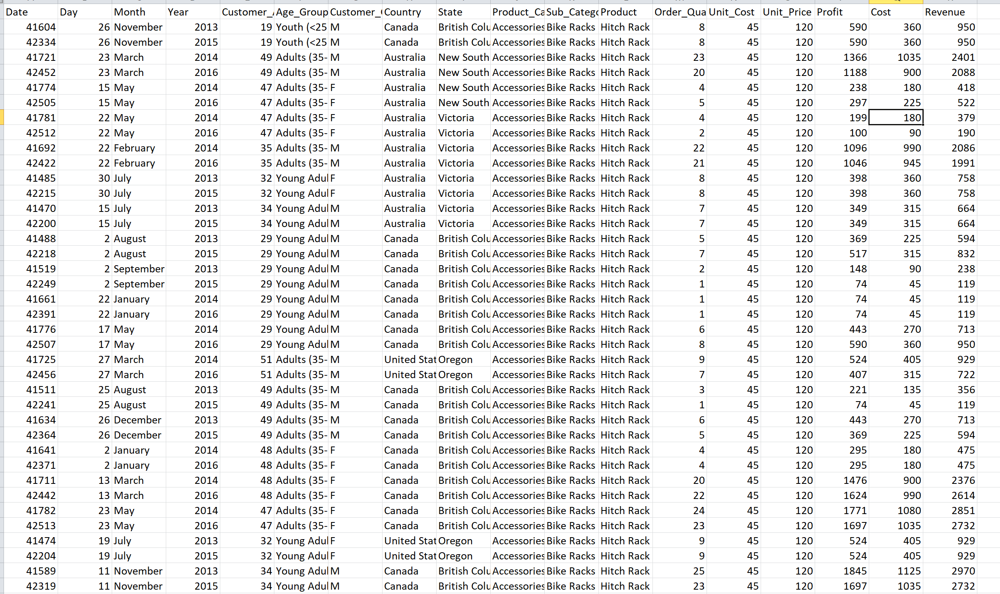 Date Day Month Year Customer_A Age_Group Customer_G Country State Product_Ca Sub_Catego Product Order_Qua Unit_Cost Unit_Price Profit Cost Revenue
41604 26 November 2013 19 Youth (<25 M Canada British Colu Accessories Bike Racks Hitch Rack 8 45 120 590 360 950
42334 26 November 2015 19 Youth (<25 M Canada British Colu Accessories Bike Racks Hitch Rack 8 45 120 590 360 950
41721 23 March 2014 49 Adults (35- M Australia New South Accessories Bike Racks Hitch Rack 23 45 120 1366 1035 2401
42452 23 March 2016 49 Adults (35- M Australia New South Accessories Bike Racks Hitch Rack 20 45 120 1188 900 2088
41774 15 May 2014 47 Adults (35- F Australia New South Accessories Bike Racks Hitch Rack 4 45 120 238 180 418
42505 15 May 2016 47 Adults (35- F Australia New South Accessories Bike Racks Hitch Rack 5 45 120 297 225 522
41781 22 May 2014 47 Adults (35- F Australia Victoria Accessories Bike Racks Hitch Rack 4 45 120 199 180 379
42512 22 May 2016 47 Adults (35- F Australia Victoria Accessories Bike Racks Hitch Rack 2 45 120 100 90 190
41692 22 February 2014 35 Adults (35- M Australia Victoria Accessories Bike Racks Hitch Rack 22 45 120 1096 990 2086
42422 22 February 2016 35 Adults (35- M Australia Victoria Accessories Bike Racks Hitch Rack 21 45 120 1046 945 1991
41485 30 July 2013 32 Young Adul F Australia Victoria Accessories Bike Racks Hitch Rack 8 45 120 398 360 758
42215 30 July 2015 32 Young Adul F Australia Victoria Accessories Bike Racks Hitch Rack 8 45 120 398 360 758
41470 15 July 2013 34 Young Adul M Australia Victoria Accessories Bike Racks Hitch Rack 7 45 120 349 315 664
42200 15 July 2015 34 Young Adul M Australia Victoria Accessories Bike Racks Hitch Rack 7 45 120 349 315 664
41488 2 August 2013 29 Young Adul M Canada British Colu Accessories Bike Racks Hitch Rack 5 45 120 369 225 594
42218 2 August 2015 29 Young Adul M Canada British Colu Accessories Bike Racks Hitch Rack 7 45 120 517 315 832
41519 2 September 2013 29 Young Adul M Canada British Colu Accessories Bike Racks Hitch Rack 2 45 120 148 90 238
42249 2 September 2015 29 Young Adul M Canada British Colu Accessories Bike Racks Hitch Rack 1 45 120 74 45 119
41661 22 January 2014 29 Young Adul M Canada British Colu Accessories Bike Racks Hitch Rack 1 45 120 74 45 119
42391 22 January 2016 29 Young Adul M Canada British Colu Accessories Bike Racks Hitch Rack 1 45 120 74 45 119
41776 17 May 2014 29 Young Adul M Canada British Colu Accessories Bike Racks Hitch Rack 6 45 120 443 270 713
42507 17 May 2016 29 Young Adul M Canada British Colu Accessories Bike Racks Hitch Rack 8 45 120 590 360 950
41725 27 March 2014 51 Adults (35- M United Stat Oregon Accessories Bike Racks Hitch Rack 9 45 120 524 405 929
42456 27 March 2016 51 Adults (35- M United Stat Oregon Accessories Bike Racks Hitch Rack 7 45 120 407 315 722
41511 25 August 2013 49 Adults (35- M Canada British Colu Accessories Bike Racks Hitch Rack 3 45 120 221 135 356
42241 25 August 2015 49 Adults (35- M Canada British Colu Accessories Bike Racks Hitch Rack 1 45 120 74 45 119
41634 26 December 2013 49 Adults (35- M Canada British Colu Accessories Bike Racks Hitch Rack 6 45 120 443 270 713
42364 26 December 2015 49 Adults (35- M Canada British Colu Accessories Bike Racks Hitch Rack 5 45 120 369 225 594
41641 2 January 2014 48 Adults (35- F Canada British Colu Accessories Bike Racks Hitch Rack 4 45 120 295 180 475
42371 2 January 2016 48 Adults (35- F Canada British Colu Accessories Bike Racks Hitch Rack 4 45 120 295 180 475
41711 13 March 2014 48 Adults (35- F Canada British Colu Accessories Bike Racks Hitch Rack 20 45 120 1476 900 2376
42442 13 March 2016 48 Adults (35- F Canada British Colu Accessories Bike Racks Hitch Rack 22 45 120 1624 990 2614
41782 23 May 2014 47 Adults (35- F Canada British Colu Accessories Bike Racks Hitch Rack 24 45 120 1771 1080 2851
42513 23 May 2016 47 Adults (35- F Canada British Colu Accessories Bike Racks Hitch Rack 23 45 120 1697 1035 2732
41474 19 July 2013 32 Young Adul F United Stat Oregon Accessories Bike Racks Hitch Rack 9 45 120 524 405 929
42204 19 July 2015 32 Young Adul F United Stat Oregon Accessories Bike Racks Hitch Rack 9 45 120 524 405 929
41589 11 November 2013 34 Young Adul M Canada British Colu Accessories Bike Racks Hitch Rack 25 45 120 1845 1125 2970
42319 11 November 2015 34 Young Adul M Canada British Colu Accessories Bike Racks Hitch Rack 23 45 120 1697 1035 2732